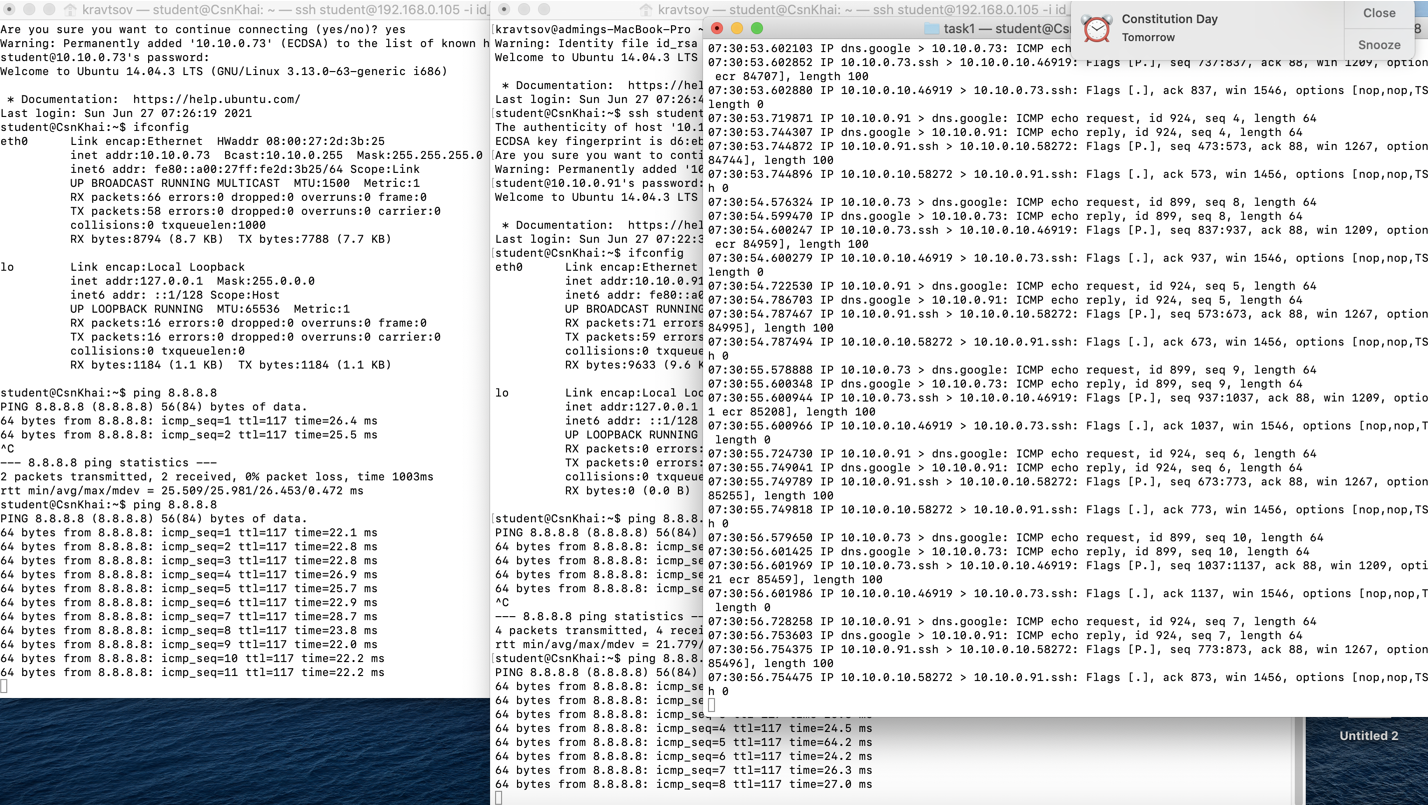 kravtsov — student@CsnKhai: ~ — ssh student@192.168.0.105 -i id_
Are you sure you want to continue connecting (yes/no)? yes
Warning: Permanently added '10.10.0.73' (ECDSA) to the list of known h
student@10.10.0.73's password:
Welcome to Ubuntu 14.04.3 LTS (GNU/Linux 3.13.0-63-generic i686)
* Documentation:  https://help.ubuntu.com/
Last login: Sun Jun 27 07:26:19 2021
student@CsnKhai:~$ ifconfig
eth0      Link encap:Ethernet  HWaddr 08:00:27:2d:3b:25
inet addr:10.10.0.73  Bcast:10.10.0.255  Mask:255.255.255.0
inet6 addr: fe80::a00:27ff:fe2d:3b25/64 Scope:Link
UP BROADCAST RUNNING MULTICAST  MTU:1500  Metric:1
RX packets:66 errors:0 dropped:0 overruns:0 frame:0
TX packets:58 errors:0 dropped:0 overruns:0 carrier:0
collisions:0 txqueuelen:1000
RX bytes:8794 (8.7 KB)  TX bytes:7788 (7.7 KB)
lo        Link encap:Local Loopback
inet addr:127.0.0.1  Mask:255.0.0.0
inet6 addr: ::1/128 Scope:Host
UP LOOPBACK RUNNING  MTU:65536  Metric:1
RX packets:16 errors:0 dropped:0 overruns:0 frame:0
TX packets:16 errors:0 dropped:0 overruns:0 carrier:0
collisions:0 txqueuelen:0
RX bytes:1184 (1.1 KB)  TX bytes:1184 (1.1 KB)
student@CsnKhai:~$ ping 8.8.8.8
PING 8.8.8.8 (8.8.8.8) 56(84) bytes of data.
64 bytes from 8.8.8.8: icmp_seq=1 ttl=117 time=26.4 ms
64 bytes from 8.8.8.8: icmp_seq=2 ttl=117 time=25.5 ms
^C
--- 8.8.8.8 ping statistics ---
2 packets transmitted, 2 received, 0% packet loss, time 1003ms
rtt min/avg/max/mdev = 25.509/25.981/26.453/0.472 ms
student@CsnKhai:~$ ping 8.8.8.8
PING 8.8.8.8 (8.8.8.8) 56(84) bytes of data.
64 bytes from 8.8.8.8: icmp_seq=1 ttl=117 time=22.1 ms
64 bytes from 8.8.8.8: icmp_seq=2 ttl=117 time=22.8 ms
64 bytes from 8.8.8.8: icmp_seq=3 ttl=117 time=22.8 ms
64 bytes from 8.8.8.8: icmp_seq=4 ttl=117 time=26.9 ms
64 bytes from 8.8.8.8: icmp_seq=5 ttl=117 time=25.7 ms
64 bytes from 8.8.8.8: icmp_seq=6 ttl=117 time=22.9 ms
64 bytes from 8.8.8.8: icmp_seq=7 ttl=117 time=28.7 ms
64 bytes from 8.8.8.8: icmp_seq=8 ttl=117 time=23.8 ms
64 bytes from 8.8.8.8: icmp_seq=9 ttl=117 time=22.0 ms
64 bytes from 8.8.8.8: icmp_seq=10 ttl=117 time=22.2 ms
64 bytes from 8.8.8.8: icmp_seq=11 ttl=117 time=22.2 ms
kravtsov — student@CsnKhai: ~ — ssh student@192.168.0.105 -i id_
kravtsov@admings-MacBook-Pro ~
Warning: Identity file id_rsa
Welcome to Ubuntu 14.04.3 LTS
* Documentation:  https://hel
Last login: Sun Jun 27 07:26:4
[student@CsnKhai:~$ ssh student
The authenticity of host '10.1
ECDSA key fingerprint is d6:eb
[Are you sure you want to conti
Warning: Permanently added '10
[student@10.10.0.91's password:
Welcome to Ubuntu 14.04.3 LTS
* Documentation:  https://hel
Last login: Sun Jun 27 07:22:3
[student@CsnKhai:~$ ifconfig
eth0      Link encap:Ethernet
inet addr:10.10.0.91
inet6 addr: fe80::a0
UP BROADCAST RUNNING
RX packets:71 errors
TX packets:59 errors
collisions:0 txqueue
RX bytes:9633 (9.6 K
lo        Link encap:Local Loo
inet addr:127.0.0.1
inet6 addr: ::1/128
UP LOOPBACK RUNNING
RX packets:0 errors:
TX packets:0 errors:
collisions:0 txqueue
RX bytes:0 (0.0 B)
[student@CsnKhai:~$ ping 8.8.8.
PING 8.8.8.8 (8.8.8.8) 56(84)
64 bytes from 8.8.8.8: icmp_se
64 bytes from 8.8.8.8: icmp_se
64 bytes from 8.8.8.8: icmp_se
64 bytes from 8.8.8.8: icmp_se
^C
--- 8.8.8.8 ping statistics --
4 packets transmitted, 4 recei
rtt min/avg/max/mdev = 21.779/
[student@CsnKhai:~$ ping 8.8.8.
PING 8.8.8.8 (8.8.8.8) 56(84)
64 bytes from 8.8.8.8: icmp_se
64 bytes from 8.8.8.8: icmp_se
64 bytes from 8.8.8.8: icmp_se
64 bytes from 8.8.8.8: icmp_seq=4 ttl=117 time=24.5 ms
64 bytes from 8.8.8.8: icmp_seq=5 ttl=117 time=64.2 ms
64 bytes from 8.8.8.8: icmp_seq=6 ttl=117 time=24.2 ms
64 bytes from 8.8.8.8: icmp_seq=7 ttl=117 time=26.3 ms
64 bytes from 8.8.8.8: icmp_seq=8 ttl=117 time=27.0 ms
task1 — student@Cs
07:30:53.602103 IP dns.google > 10.10.0.73: ICMP echo
07:30:53.602852 IP 10.10.0.73.ssh > 10.10.0.10.46919: Flags [P.], seq 737:837, ack 88, win 1209, opti
ecr 84707], length 100
07:30:53.602880 IP 10.10.0.10.46919 > 10.10.0.73.ssh: Flags [.], ack 837, win 1546, options [nop,nop,TS
length 0
07:30:53.719871 IP 10.10.0.91 > dns.google: ICMP echo request, id 924, seq 4, length 64
07:30:53.744307 IP dns.google > 10.10.0.91: ICMP echo reply, id 924, seq 4, length 64
07:30:53.744872 IP 10.10.0.91.ssh > 10.10.0.10.58272: Flags [P.], seq 473:573, ack 88, win 1267, option
84744], length 100
07:30:53.744896 IP 10.10.0.10.58272 > 10.10.0.91.ssh: Flags [.], ack 573, win 1456, options [nop,nop,TS
h 0
07:30:54.576324 IP 10.10.0.73 > dns.google: ICMP echo request, id 899, seq 8, length 64
07:30:54.599470 IP dns.google > 10.10.0.73: ICMP echo reply, id 899, seq 8, length 64
07:30:54.600247 IP 10.10.0.73.ssh > 10.10.0.10.46919: Flags [P.], seq 837:937, ack 88, win 1209, option
ecr 84959], length 100
07:30:54.600279 IP 10.10.0.10.46919 > 10.10.0.73.ssh: Flags [.], ack 937, win 1546, options [nop,nop,TS
length 0
07:30:54.722530 IP 10.10.0.91 > dns.google: ICMP echo request, id 924, seq 5, length 64
07:30:54.786703 IP dns.google > 10.10.0.91: ICMP echo reply, id 924, seq 5, length 64
07:30:54.787467 IP 10.10.0.91.ssh > 10.10.0.10.58272: Flags [P.], seq 573:673, ack 88, win 1267, option
84995], length 100
07:30:54.787494 IP 10.10.0.10.58272 > 10.10.0.91.ssh: Flags [.], ack 673, win 1456, options [nop,nop,TS
h 0
07:30:55.578888 IP 10.10.0.73 > dns.google: ICMP echo request, id 899, seq 9, length 64
07:30:55.600348 IP dns.google > 10.10.0.73: ICMP echo reply, id 899, seq 9, length 64
07:30:55.600944 IP 10.10.0.73.ssh > 10.10.0.10.46919: Flags [P.], seq 937:1037, ack 88, win 1209, optio
1 ecr 85208], length 100
07:30:55.600966 IP 10.10.0.10.46919 > 10.10.0.73.ssh: Flags [.], ack 1037, win 1546, options [nop,nop,T
length 0
07:30:55.724730 IP 10.10.0.91 > dns.google: ICMP echo request, id 924, seq 6, length 64
07:30:55.749041 IP dns.google > 10.10.0.91: ICMP echo reply, id 924, seq 6, length 64
07:30:55.749789 IP 10.10.0.91.ssh > 10.10.0.10.58272: Flags [P.], seq 673:773, ack 88, win 1267, option
85255], length 100
07:30:55.749818 IP 10.10.0.10.58272 > 10.10.0.91.ssh: Flags [.], ack 773, win 1456, options [nop,nop,TS
h 0
07:30:56.579650 IP 10.10.0.73 > dns.google: ICMP echo request, id 899, seq 10, length 64
07:30:56.601425 IP dns.google > 10.10.0.73: ICMP echo reply, id 899, seq 10, length 64
07:30:56.601969 IP 10.10.0.73.ssh > 10.10.0.10.46919: Flags [P.], seq 1037:1137, ack 88, win 1209, opti
21 ecr 85459], length 100
07:30:56.601986 IP 10.10.0.10.46919 > 10.10.0.73.ssh: Flags [.], ack 1137, win 1546, options [nop,nop,T
length 0
07:30:56.728258 IP 10.10.0.91 > dns.google: ICMP echo request, id 924, seq 7, length 64
07:30:56.753603 IP dns.google > 10.10.0.91: ICMP echo reply, id 924, seq 7, length 64
07:30:56.754375 IP 10.10.0.91.ssh > 10.10.0.10.58272: Flags [P.], seq 773:873, ack 88, win 1267, option
85496], length 100
07:30:56.754475 IP 10.10.0.10.58272 > 10.10.0.91.ssh: Flags [.], ack 873, win 1456, options [nop,nop,TS
h 0
Constitution Day
Tomorrow
Close
Snooze
Untitled 2